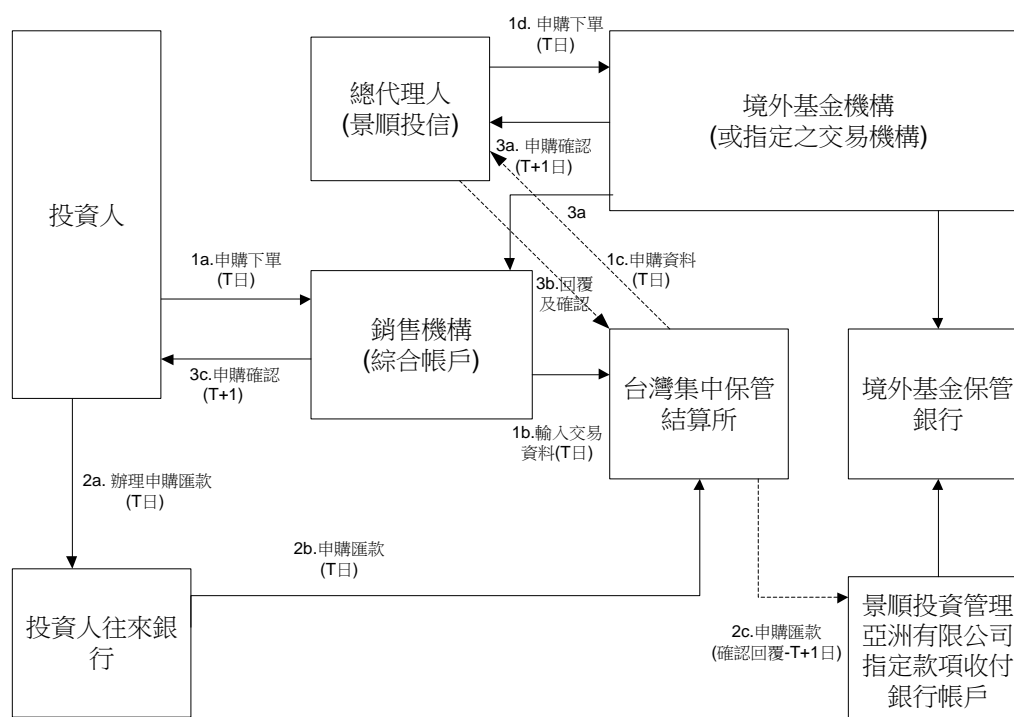 1d. 申購下單
(T日)
總代理人
(景順投信)
境外基金機構
(或指定之交易機構)
3a. 申購確認
(T+1日)
投資人
3a
1a.申購下單
(T日)
1c.申購資料
(T日)
3b.回覆
及確認
銷售機構
(綜合帳戶)
3c.申購確認
(T+1)
台灣集中保管
結算所
境外基金保管
銀行
1b.輸入交易
資料(T日)
2a. 辦理申購匯款
(T日)
2b.申購匯款
(T日)
投資人往來銀
行
2c.申購匯款
(確認回覆-T+1日)
景順投資管理
亞洲有限公司
指定款項收付
銀行帳戶